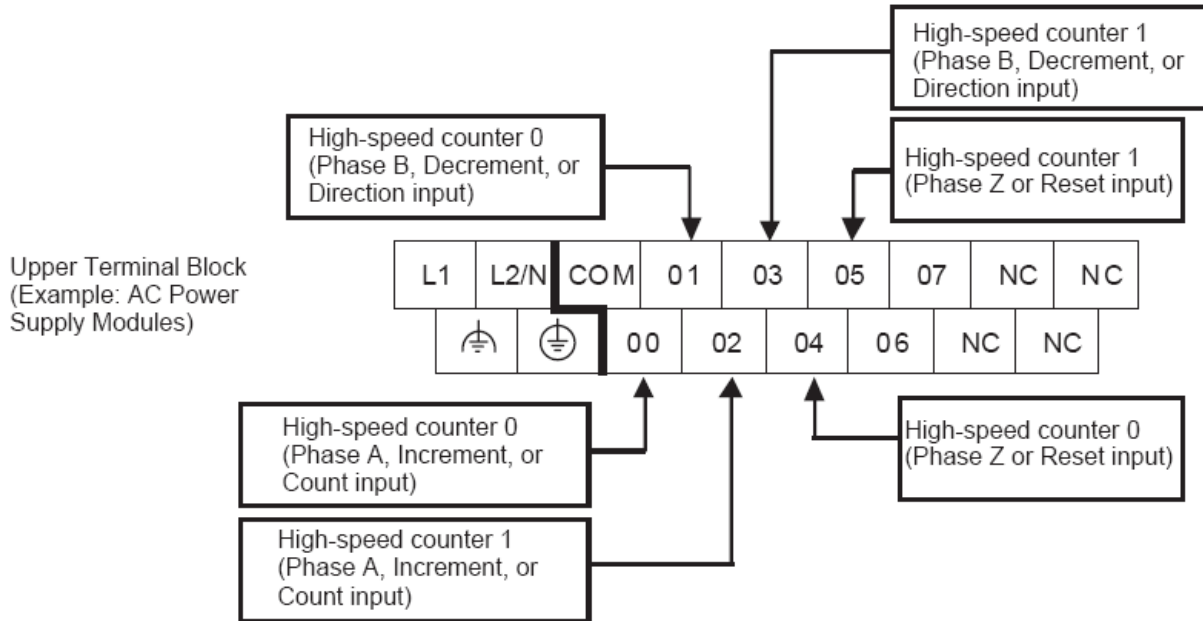 High-speed counter 1
(Phase B, Decrement, or
Direction input)
High-speed counter 0
(Phase B, Decrement, or
Direction input)
High-speed counter 1
(Phase Z or Reset input)
Upper Terminal Block
(Example: AC Power
Supply Modules)
L1 L2/N COM 01 03 05 07 NC NC
00 02 04 06 NC NC
High-speed counter 0
(Phase A, Increment, or
Count input)
High-speed counter 0
(Phase Z or Reset input)
High-speed counter 1
(Phase A, Increment, or
Count input)